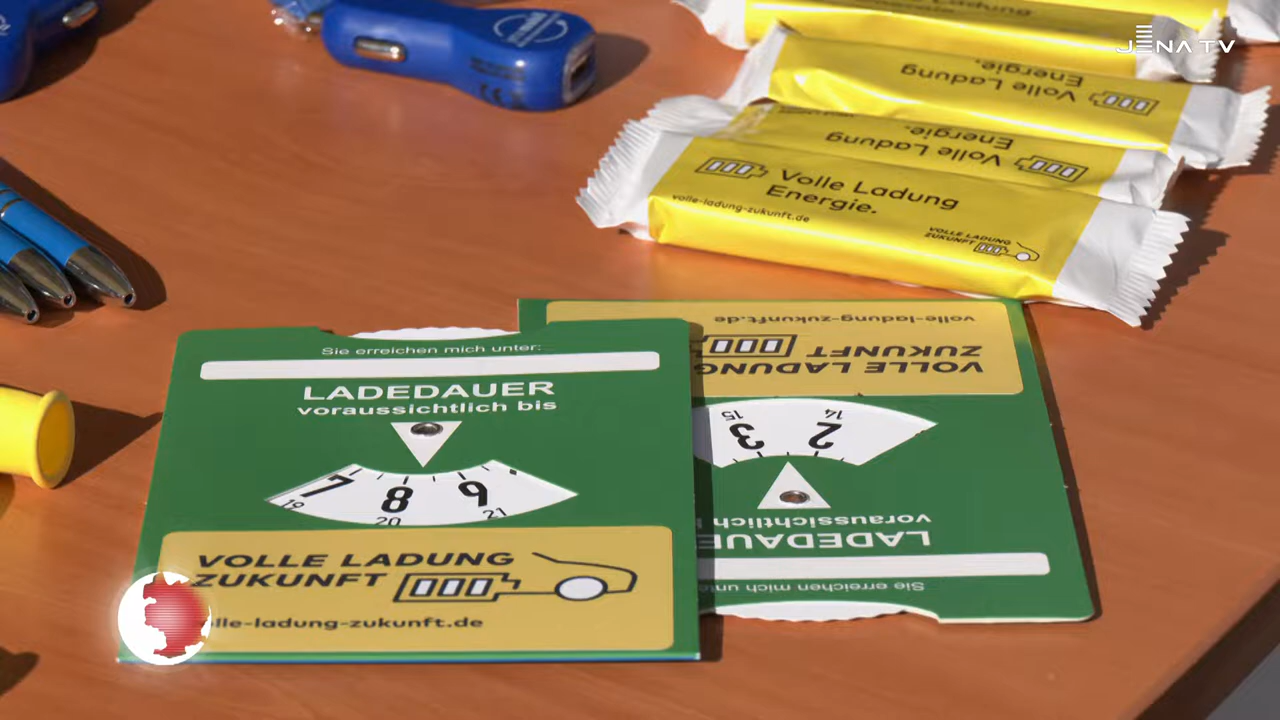 JENA TV
Volle Ladung
Energie.
Volle Ladung
Energie.
Volle Ladung
Energie.
volle-ladung-zukunft.de
VOLLE LADUNG
ZUKUNFT
volle-ladung-zukunft.de
VOLLE LADUNG
ZUKUNFT
15 14
3 2
voraussichtlich
LADEDAUE
Sie erreichen mich unte
Sie erreichen mich unter:
LADEDAUER
voraussichtlich bis
7 8 9
19 20 21
VOLLE LADUNG
ZUKUNFT
lle-ladung-zukunft.de